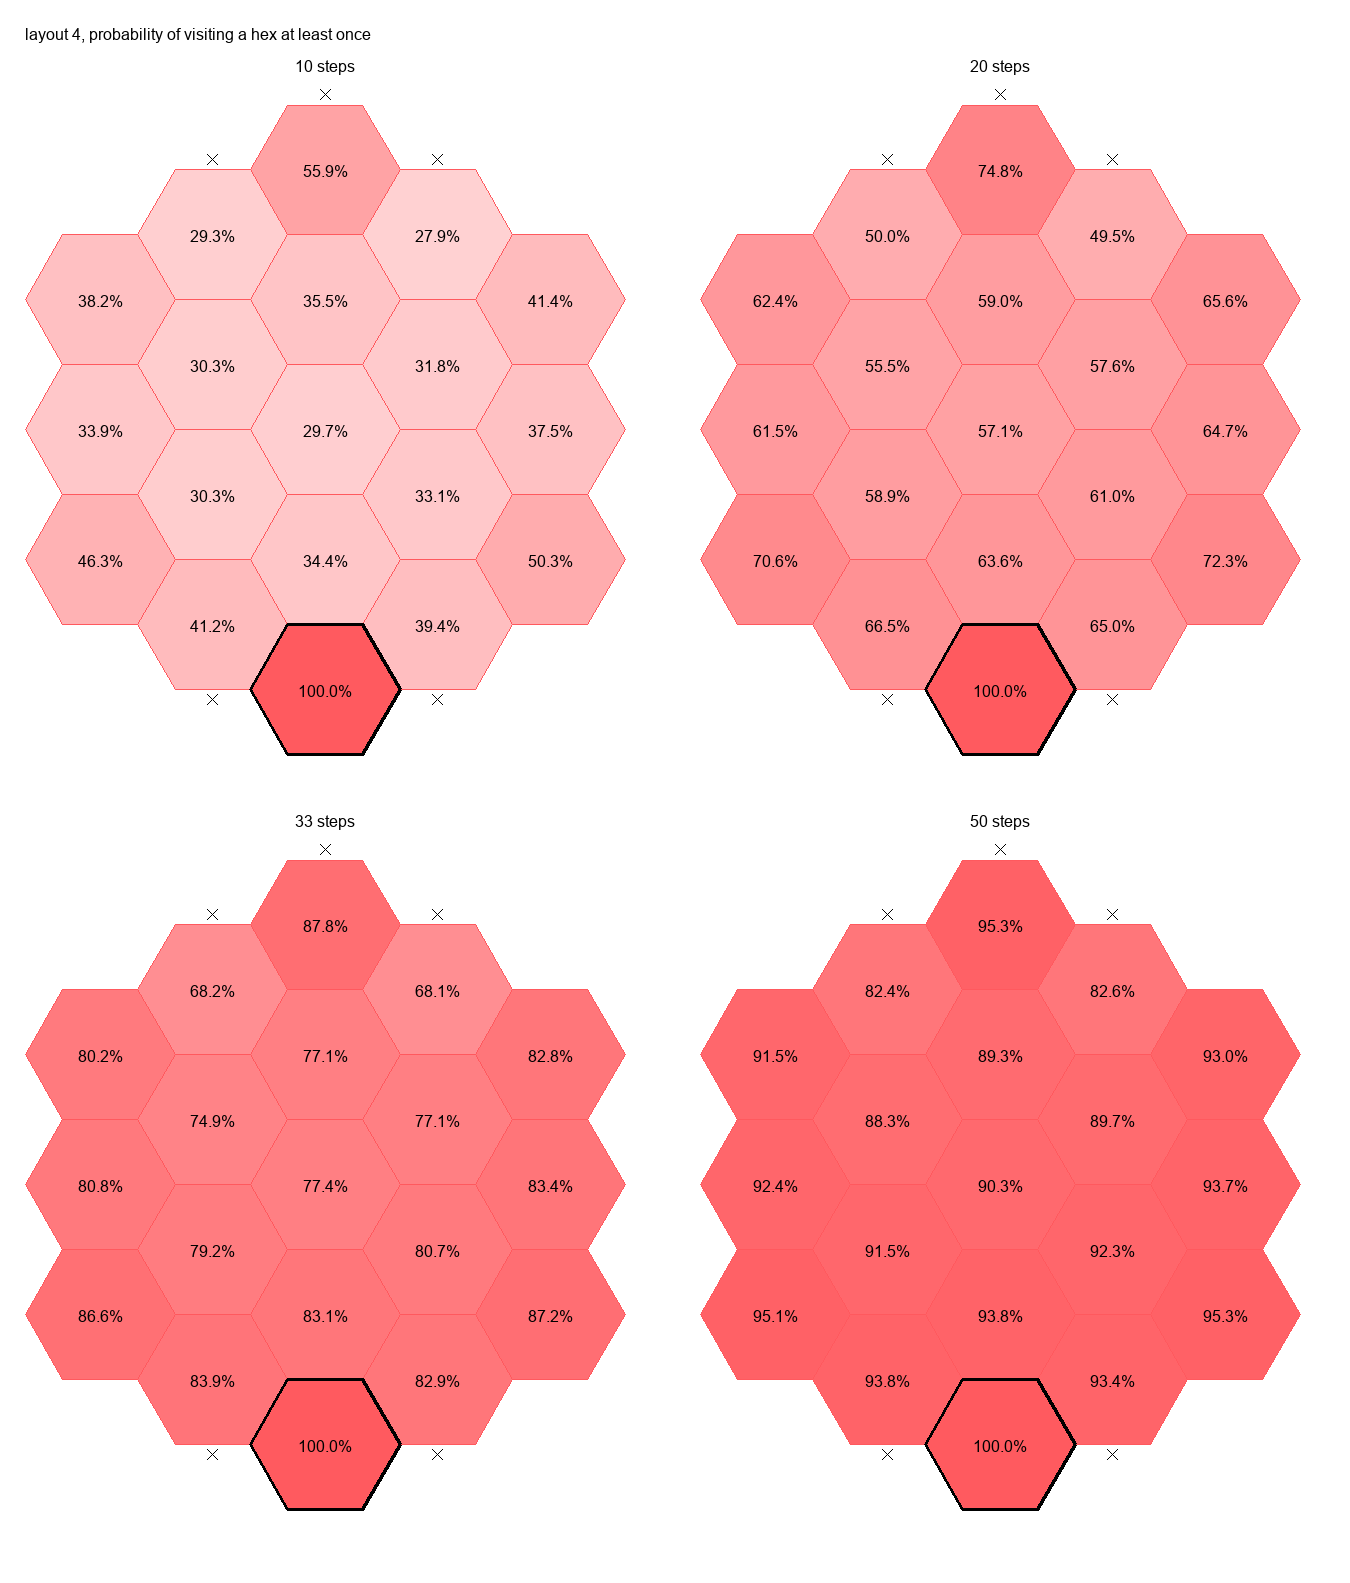 layout 4, probability of visiting a hex at least once
10 steps
55.9%
29.3% 27.9%
38.2% 35.5% 41.4%
30.3% 31.8%
33.9% 29.7% 37.5%
30.3% 33.1%
46.3% 34.4% 50.3%
41.2% 39.4%
100.0%
20 steps
74.8%
50.0% 49.5%
62.4% 59.0% 65.6%
55.5% 57.6%
61.5% 57.1% 64.7%
58.9% 61.0%
70.6% 63.6% 72.3%
66.5% 65.0%
100.0%
33 steps
87.8%
68.2% 68.1%
80.2% 77.1% 82.8%
74.9% 77.1%
80.8% 77.4% 83.4%
79.2% 80.7%
86.6% 83.1% 87.2%
83.9% 82.9%
100.0%
50 steps
95.3%
82.4% 82.6%
91.5% 89.3% 93.0%
88.3% 89.7%
92.4% 90.3% 93.7%
91.5% 92.3%
95.1% 93.8% 95.3%
93.8% 93.4%
100.0%